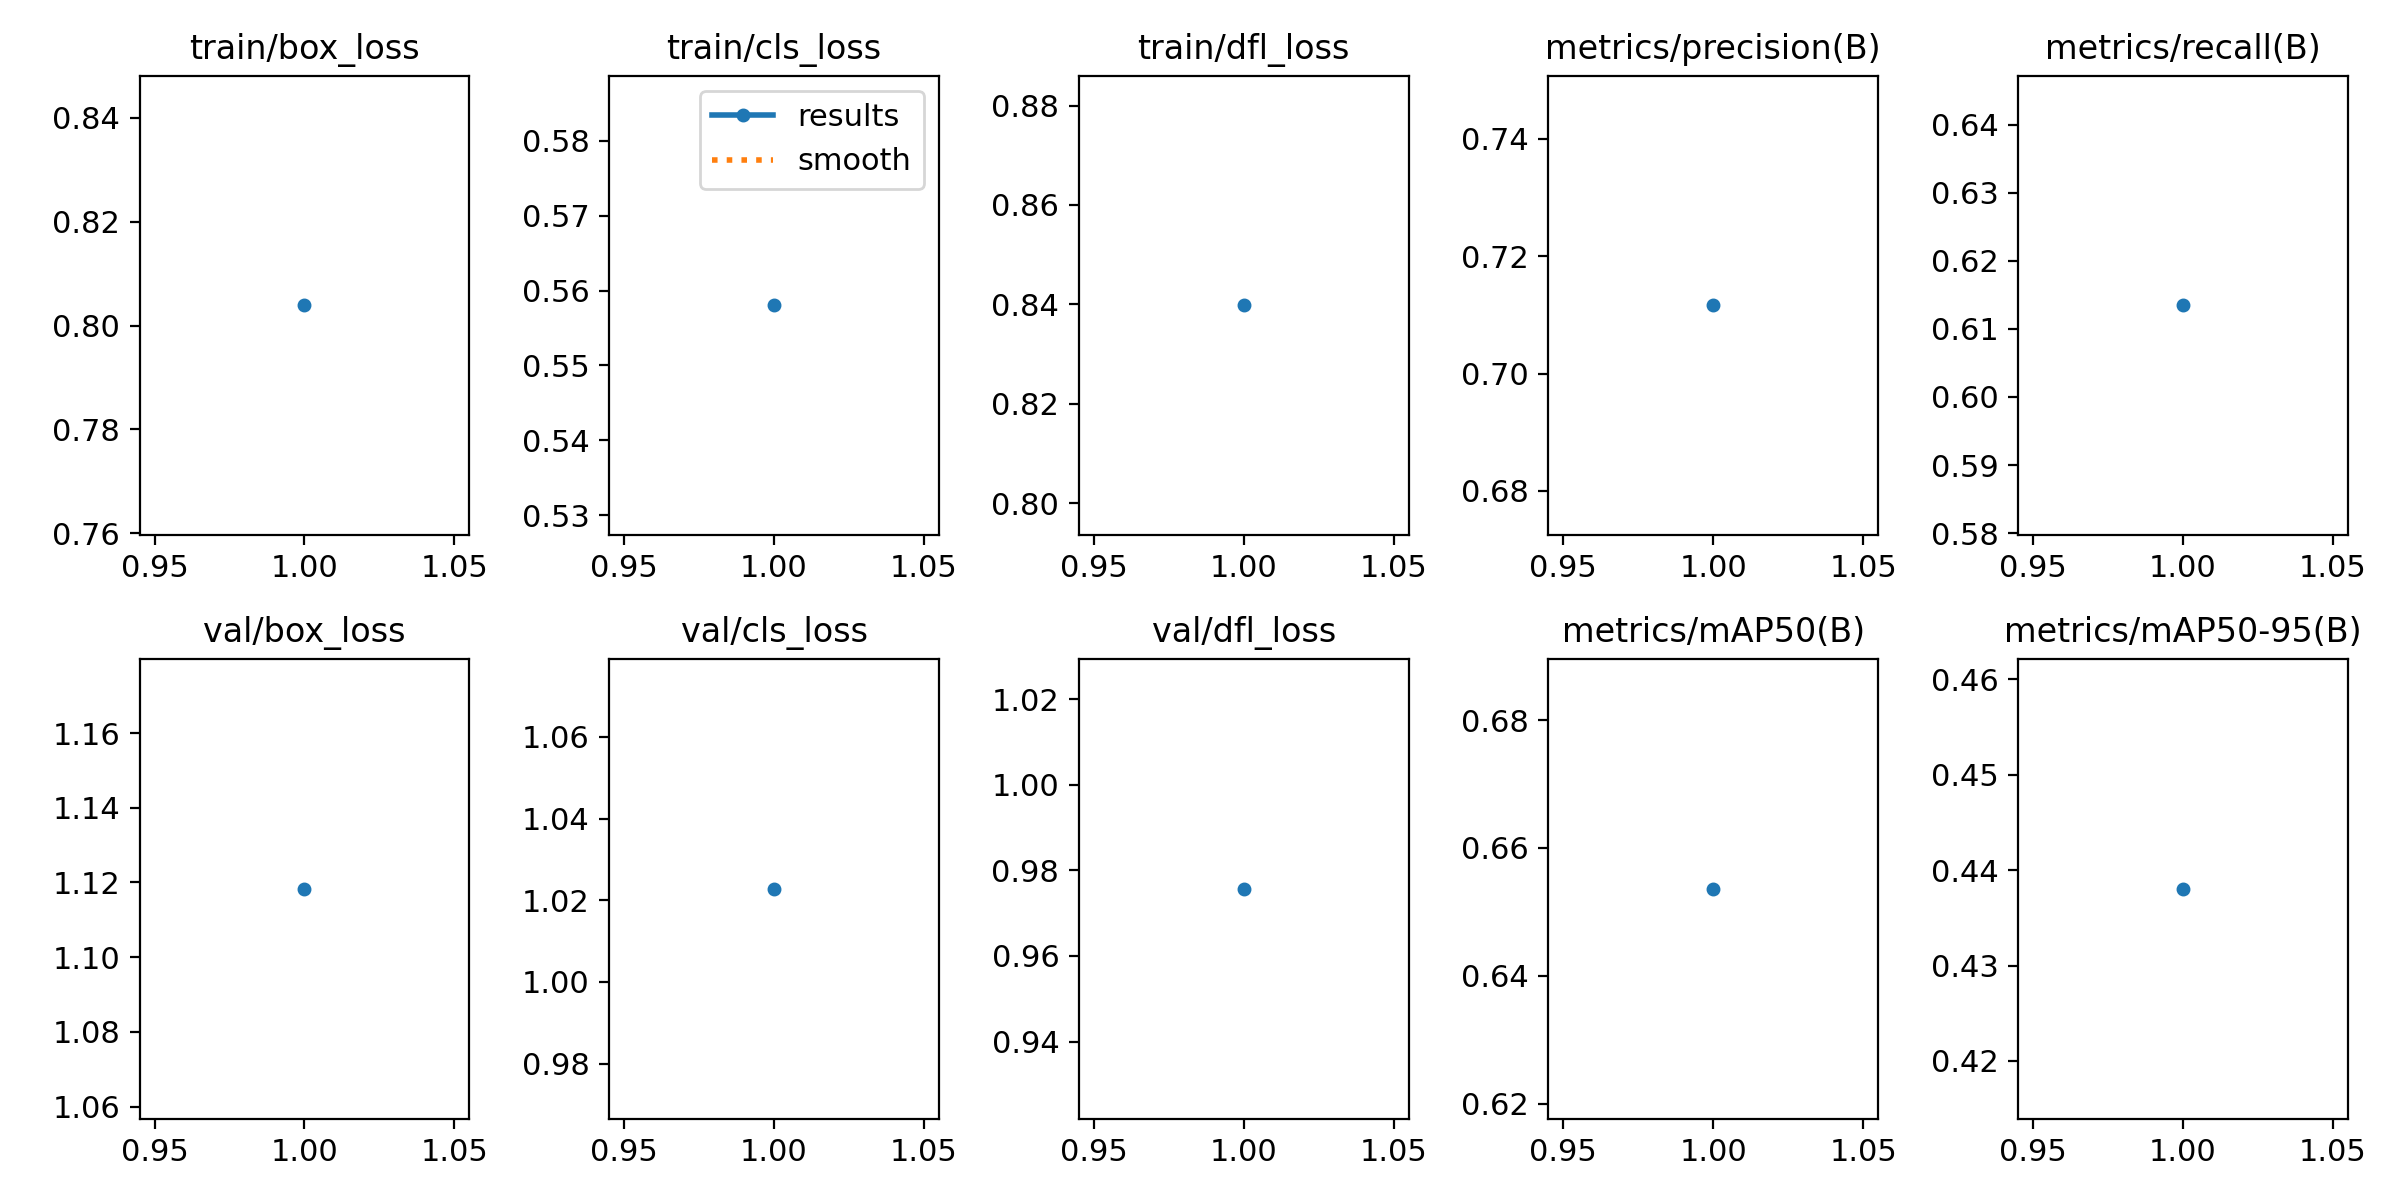 train/box_loss
train/cls_loss
train/dfl_loss
metrics/precision(B)
metrics/recall(B)
0.84
0.82
0.80
0.78
0.76
0.95 1.00 1.05
results
smooth
0.58
0.57
0.56
0.55
0.54
0.53
0.95 1.00 1.05
0.88
0.86
0.84
0.82
0.80
0.95 1.00 1.05
0.74
0.72
0.70
0.68
0.95 1.00 1.05
0.64
0.63
0.62
0.61
0.60
0.59
0.58
0.95 1.00 1.05
val/box_loss
val/cls_loss
val/dfl_loss
metrics/mAP50(B)
metrics/mAP50-95(B)
1.16
1.14
1.12
1.10
1.08
1.06
0.95 1.00 1.05
1.06
1.04
1.02
1.00
0.98
0.95 1.00 1.05
1.02
1.00
0.98
0.96
0.94
0.95 1.00 1.05
0.68
0.66
0.64
0.62
0.95 1.00 1.05
0.46
0.45
0.44
0.43
0.42
0.95 1.00 1.05